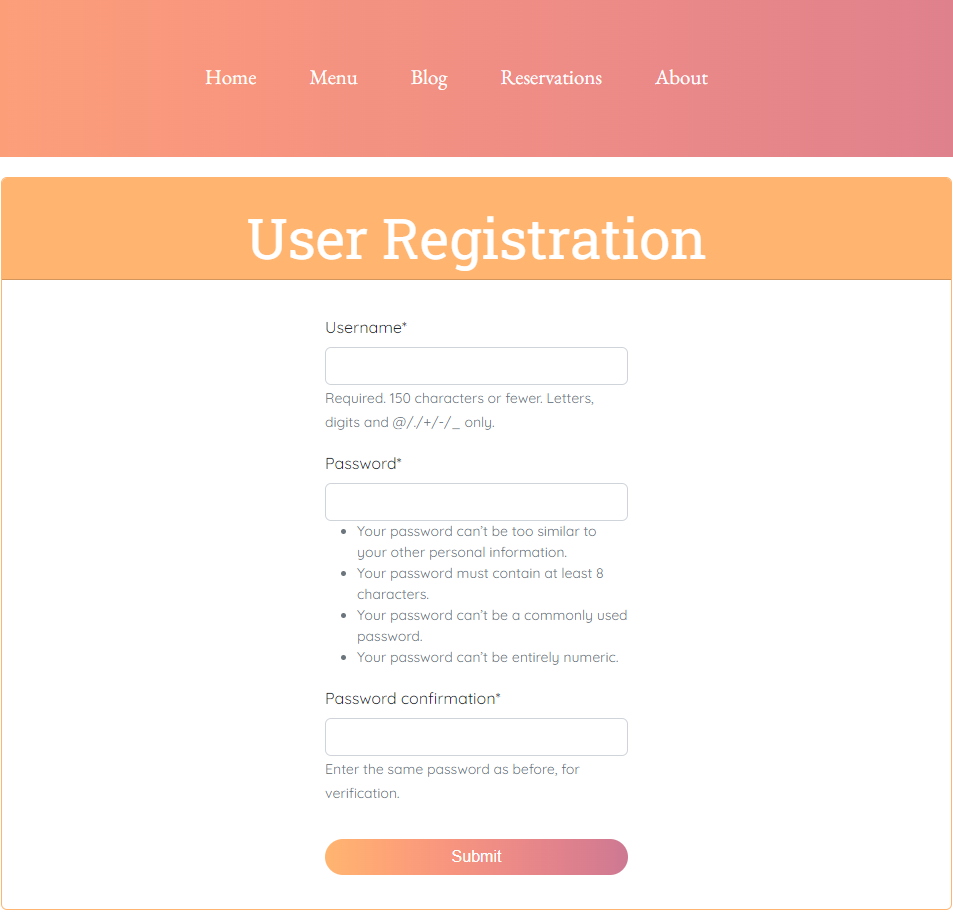 Home Menu Blog Reservations About
User Registration
Username*
Required. 150 characters or fewer. Letters,
digits and @/./+/-/_ only.
Password*
• Your password can't be too similar to
your other personal information.
• Your password must contain at least 8
characters.
• Your password can't be a commonly used
password.
• Your password can't be entirely numeric.
Password confirmation*
Enter the same password as before, for
verification.
Submit